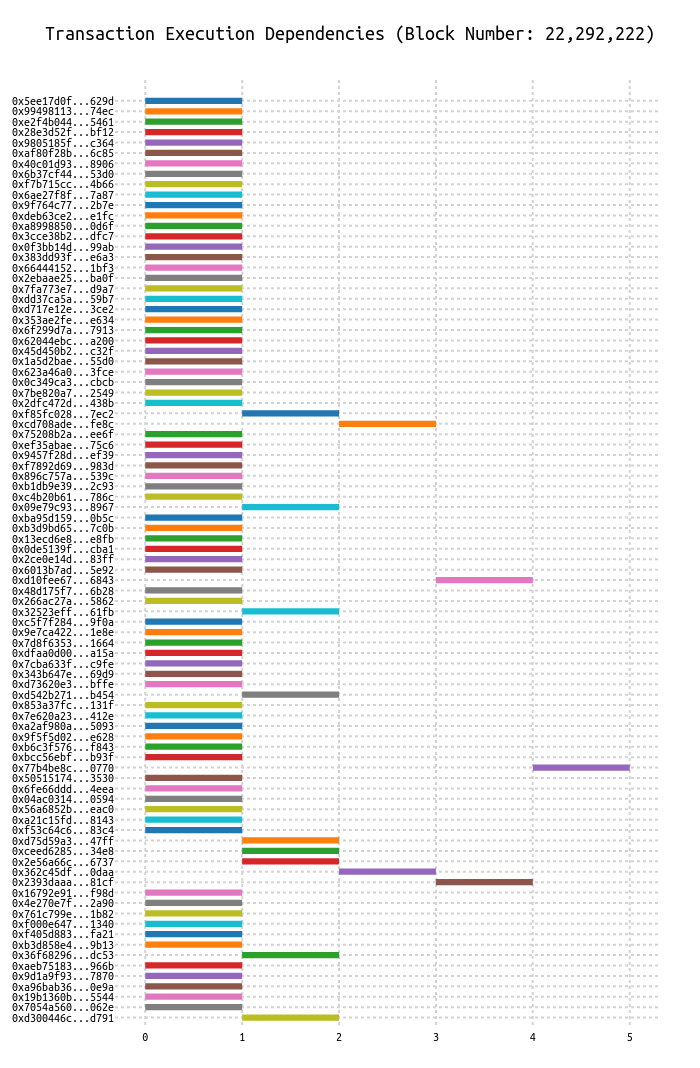 Transaction Execution Dependencies (Block Number: 22,292,222)
0x5ee17d0f...629d
0x99498113...74ec
0xe2f4b044...5461
0x28e3d52f...bf12
0x9805185f...c364
0xaf80f28b...6c85
0x40c01d93...8906
0x6b37cf44...53d0
0xf7b715cc...4b66
0x6ae27f8f...7a87
0x9f764c77...2b7e
0xdeb63ce2...e1fc
0xa8998850...0d6f
0x3cce38b2...dfc7
0x0f3bb14d...99ab
0x383dd93f...e6a3
0x66444152...1bf3
0x2ebaae25...ba0f
0x7fa773e7...d9a7
0xdd37ca5a...59b7
0xd717e12e...3ce2
0x353ae2fe...e634
0x6f299d7a...7913
0x62044ebc...a200
0x45d450b2...c32f
0x1a5d2bae...55d0
0x623a46a0...3fce
0x0c349ca3...cbcb
0x7be820a7...2549
0x2dfc472d...438b
0xf85fc028...7ec2
0xcd708ade...fe8c
0x75208b2a...ee6f
0xef35abae...75c6
0x9457f28d...ef39
0xf7892d69...983d
0x896c757a...539c
0xb1db9e39...2c93
0xc4b20b61...786c
0x09e79c93...8967
0xba95d159...0b5c
0xb3d9bd65...7c0b
0x13ecd6e8...e8fb
0x0de5139f...cba1
0x2ce0e14d...83ff
0x6013b7ad...5e92
0xd10fee67...6843
0x48d175f7...6b28
0x266ac27a...5862
0x32523eff...61fb
0xc5f7f284...9f0a
0x9e7ca422...1e8e
0x7d8f6353...1664
0xdfaa0d00...a15a
0x7cba633f...c9fe
0x343b647e...69d9
0xd73620e3...bffe
0xd542b271...b454
0x853a37fc...131f
0x7e620a23...412e
0xa2af980a...5093
0x9f5f5d02...e628
0xb6c3f576...f843
0xbcc56ebf...b93f
0x77b4be8c...0770
0x50515174...3530
0x6fe66ddd...4eea
0x04ac0314...0594
0x56a6852b...eac0
0xa21c15fd...8143
0xf53c64c6...83c4
0xd75d59a3...47ff
0xceed6285...34e8
0x2e56a66c...6737
0x362c45df...0daa
0x2393daaa...81cf
0x16792e91...f98d
0x4e270e7f...2a90
0x761c799e...1b82
0xf000e647...1340
0xf405d883...fa21
0xb3d858e4...9b13
0x36f68296...dc53
0xaeb75183...966b
0x9d1a9f93...7870
0xa96bab36...0e9a
0x19b1360b...5544
0x7054a560...062e
0xd300446c...d791
0 1 2 3 4 5